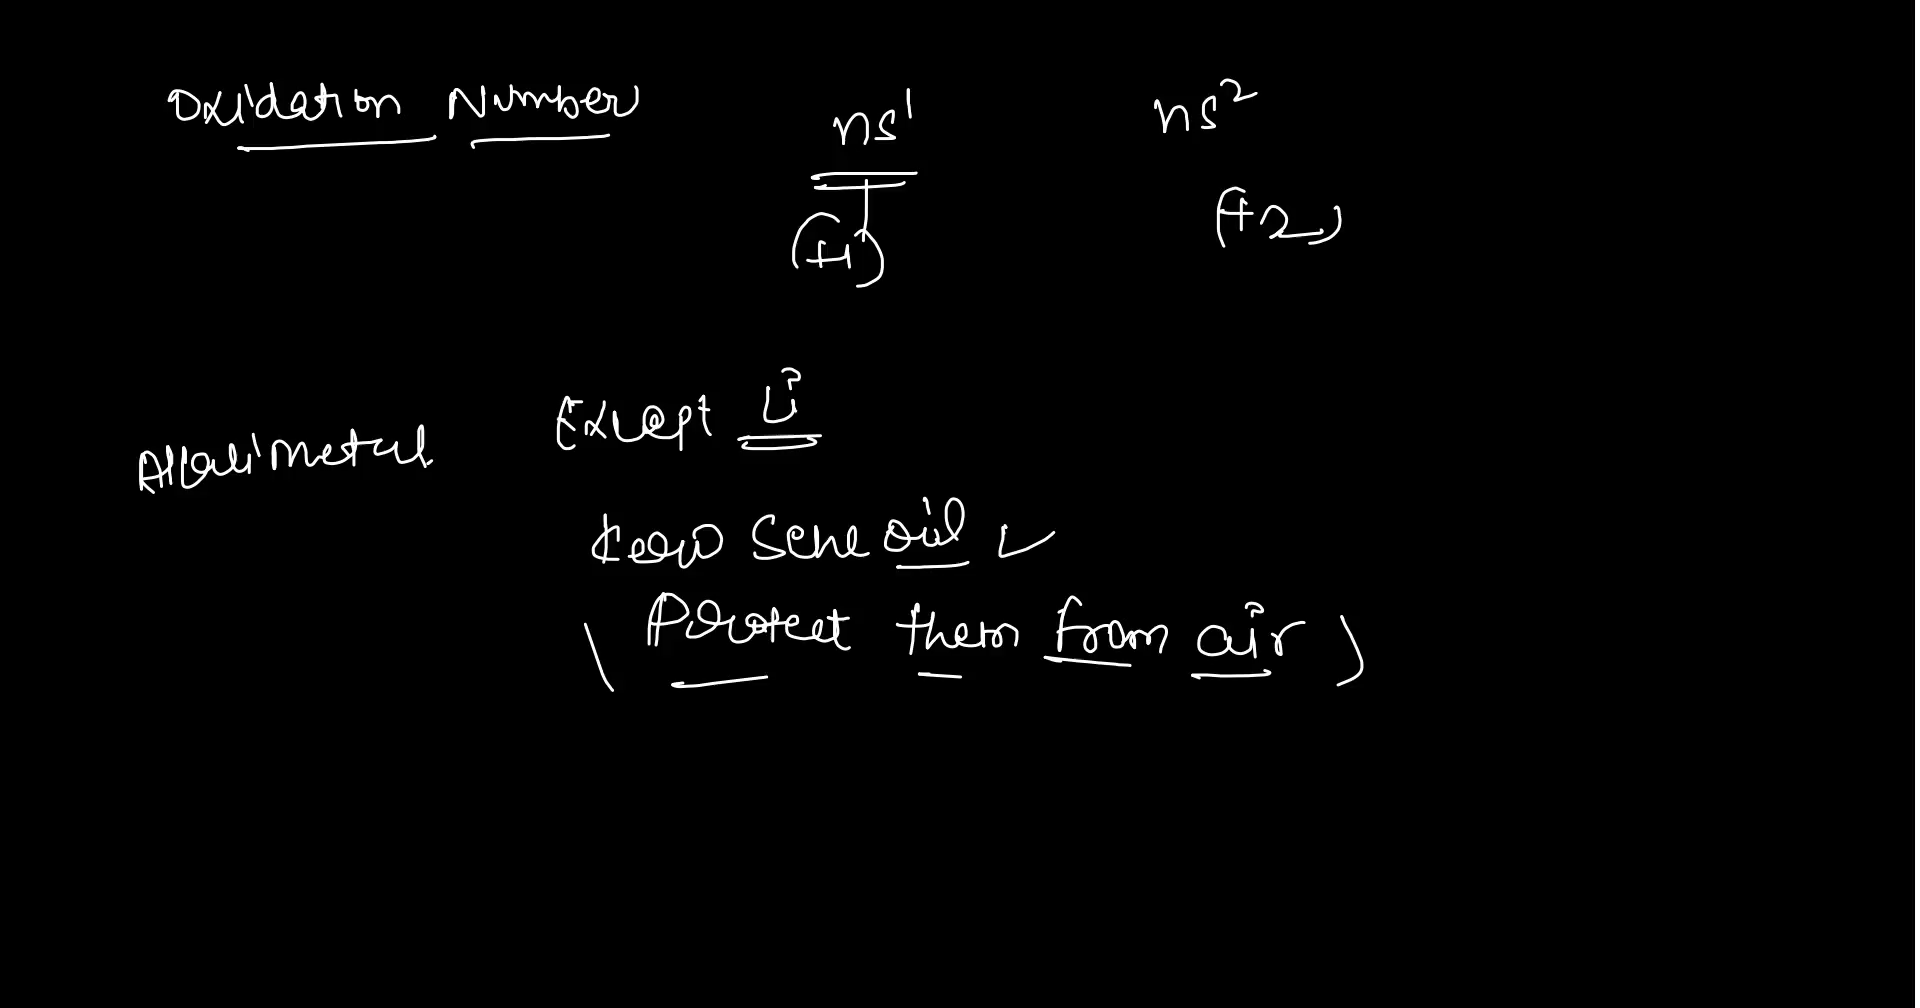 Oxidation Number ns¹ ns²
(+1) (+2)
Alkali metal Except Li
Kerosene oil ✓
(Protect them from air)